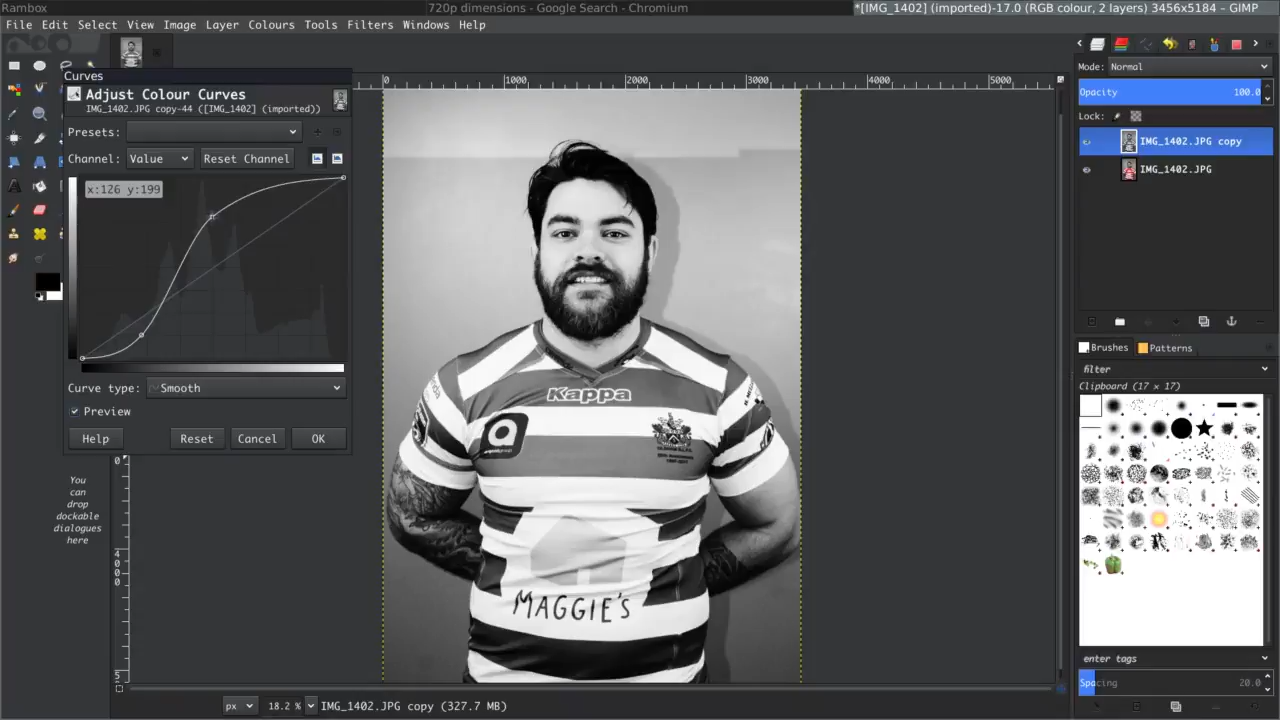 Rambox
720p dimensions - Google Search - Chromium
*[IMG_1402] (imported)-17.0 (RGB colour, 2 layers) 3456x5184 – GIMP
File Edit Select View Image Layer Colours Tools Filters Windows Help
Curves
Adjust Colour Curves
IMG_1402.JPG copy-44 ([IMG_1402] (imported))
Presets:
Channel: Value Reset Channel
x:126 y:199
Curve type: Smooth
Preview
Help Reset Cancel OK
You
can
drop
dockable
dialogues
here
0 1000 2000 3000 4000 5000
Kappa
a
MAGGIE'S
px 18.2 % IMG_1402.JPG copy (327.7 MB)
Mode: Normal
Opacity 100.0
Lock:
IMG_1402.JPG copy
IMG_1402.JPG
Brushes Patterns
filter
Clipboard (17 × 17)
enter tags
Spacing 20.0